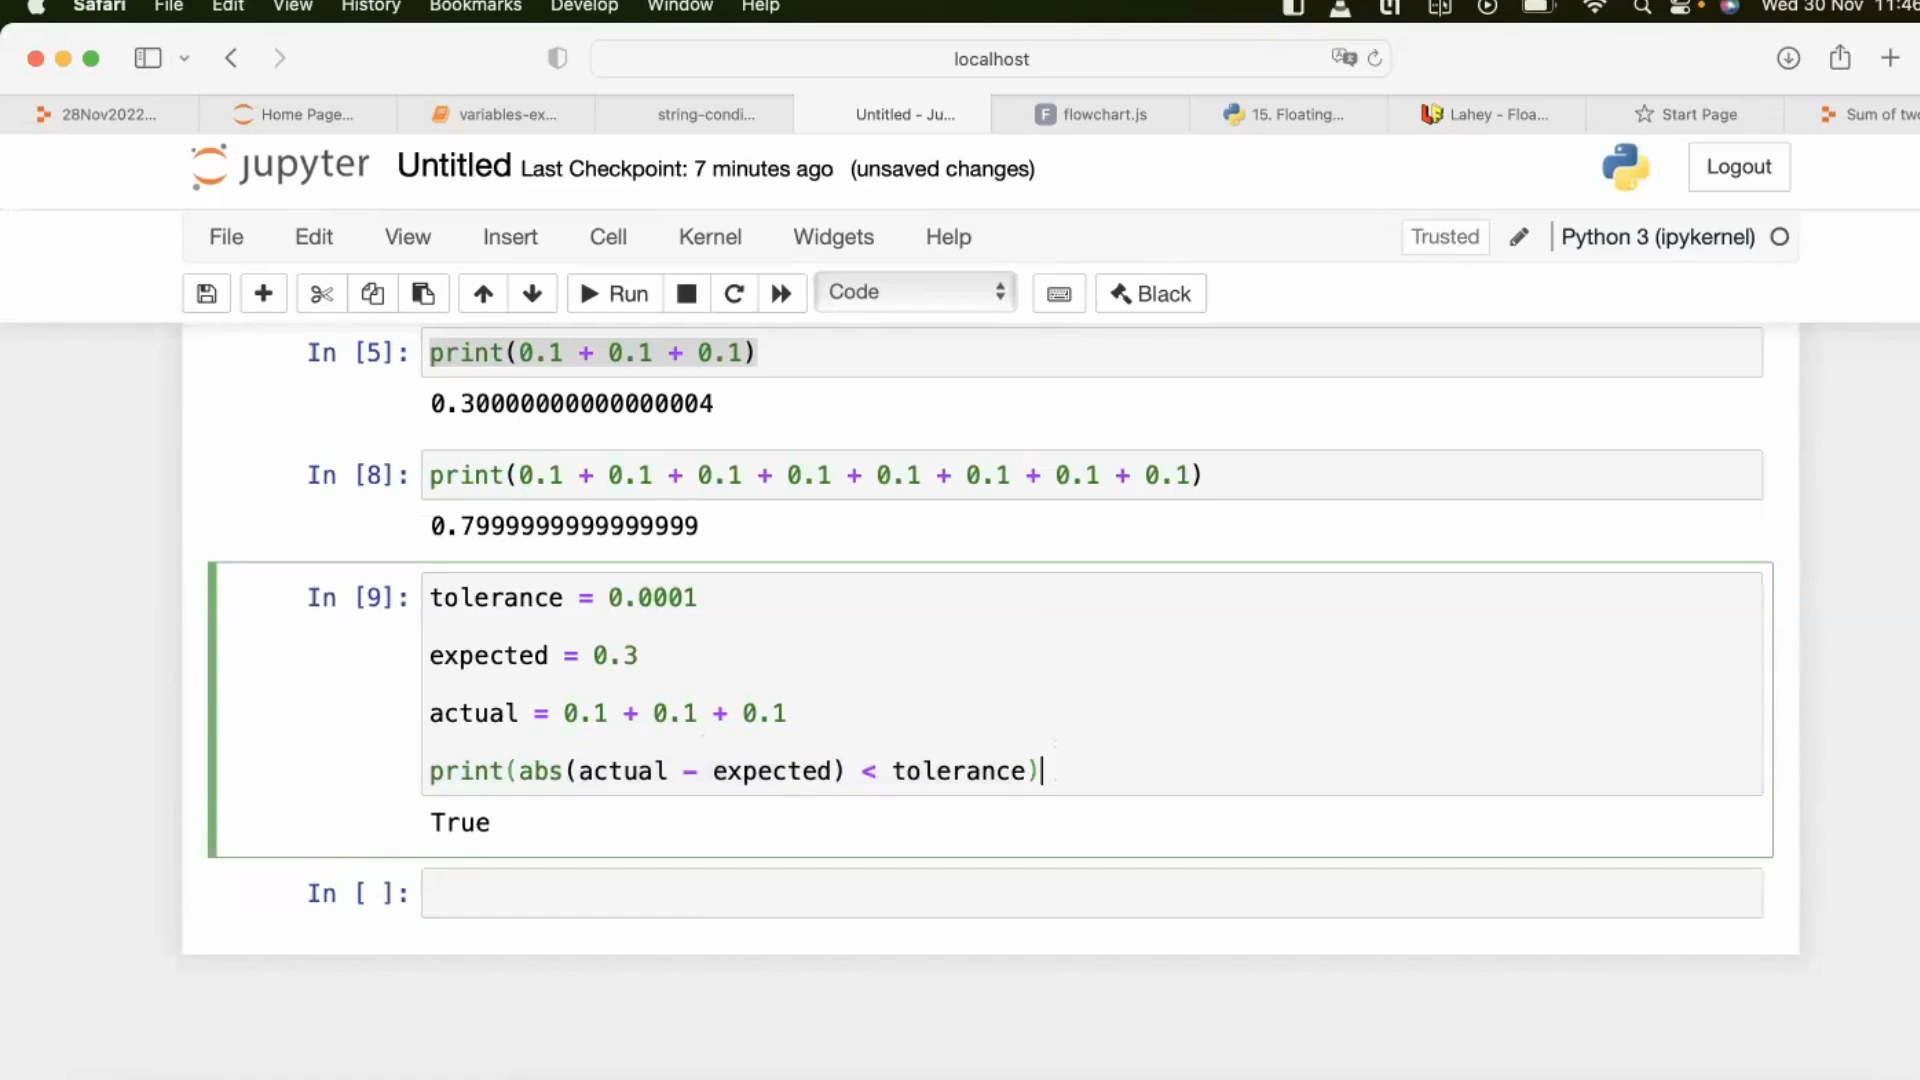 Safari File Edit View History Bookmarks Develop Window Help Wed 30 Nov 11:46
localhost
28Nov2022... Home Page... variables-ex... string-condi... Untitled - Ju... flowchart.js 15. Floating... Lahey - Floa... Start Page Sum of two
jupyter Untitled Last Checkpoint: 7 minutes ago (unsaved changes) Logout
File Edit View Insert Cell Kernel Widgets Help Trusted Python 3 (ipykernel)
Run Code Black
In [5]: print(0.1 + 0.1 + 0.1)
0.30000000000000004
In [8]: print(0.1 + 0.1 + 0.1 + 0.1 + 0.1 + 0.1 + 0.1 + 0.1)
0.7999999999999999
In [9]: tolerance = 0.0001
expected = 0.3
actual = 0.1 + 0.1 + 0.1
print(abs(actual - expected) < tolerance)
True
In [ ]: